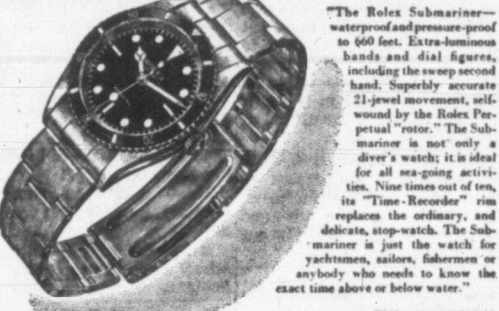 "The Rolex Submariner—
waterproof and pressure-proof
to 660 feet. Extra-luminous
bands and dial figures,
including the sweep second
hand. Superbly accurate
21-jewel movement, self-
wound by the Rolex Per-
petual "rotor." The Sub-
mariner is not only a
diver's watch; it is ideal
for all sea-going activi-
ties. Nine times out of ten,
its "Time-Recorder" rim
replaces the ordinary, and
delicate, stop-watch. The Sub-
mariner is just the watch for
yachtsmen, sailors, fishermen or
anybody who needs to know the
exact time above or below water."